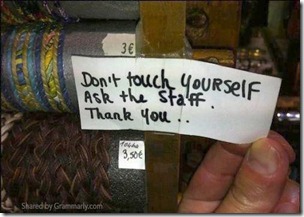 3€
Don't touch YOURSELF
Ask the Staff.
Thank You..
3,50€
Shared by Grammarly.com